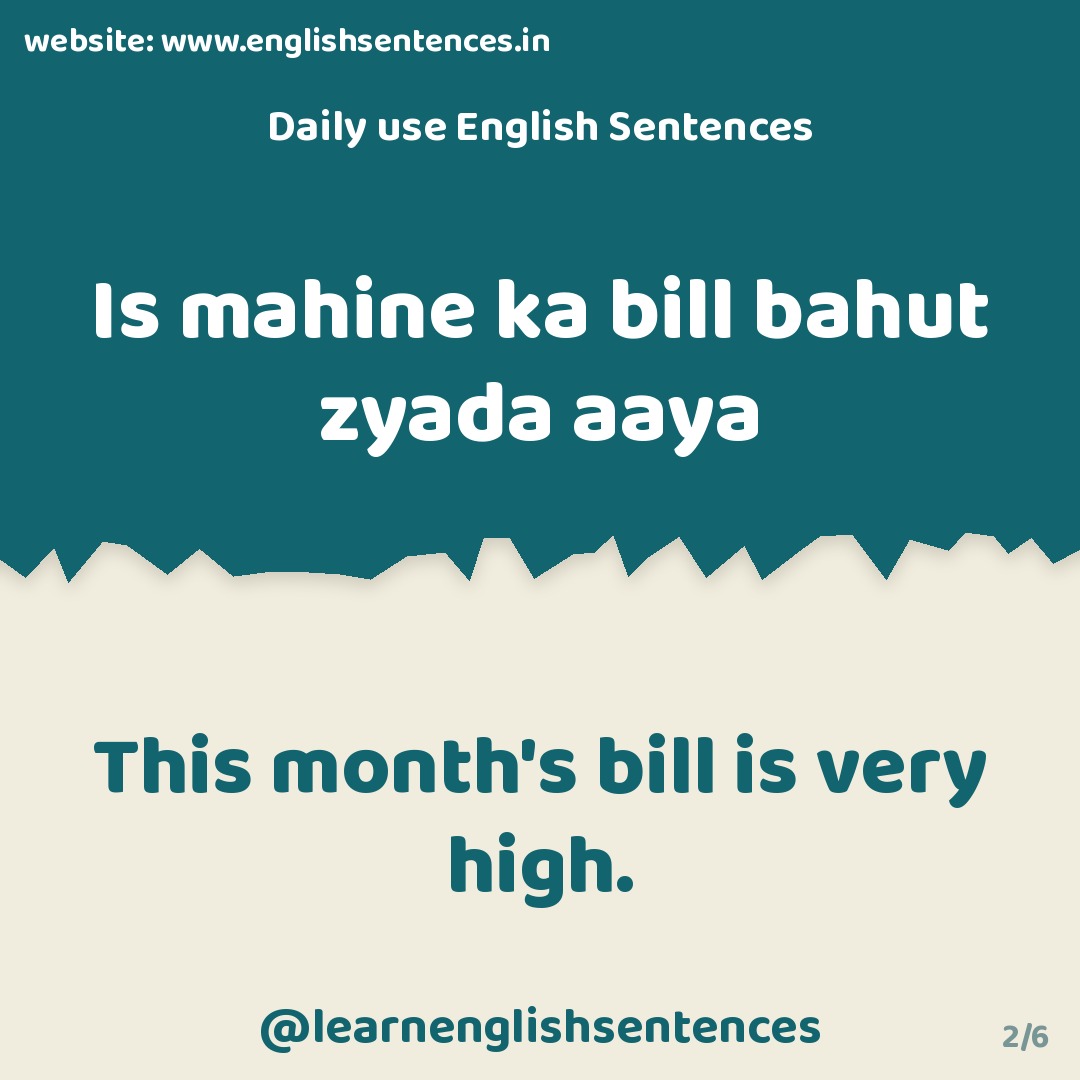 website: www.englishsentences.in
Daily use English Sentences
Is mahine ka bill bahut
zyada aaya
This month's bill is very
high.
@learnenglishsentences
2/6